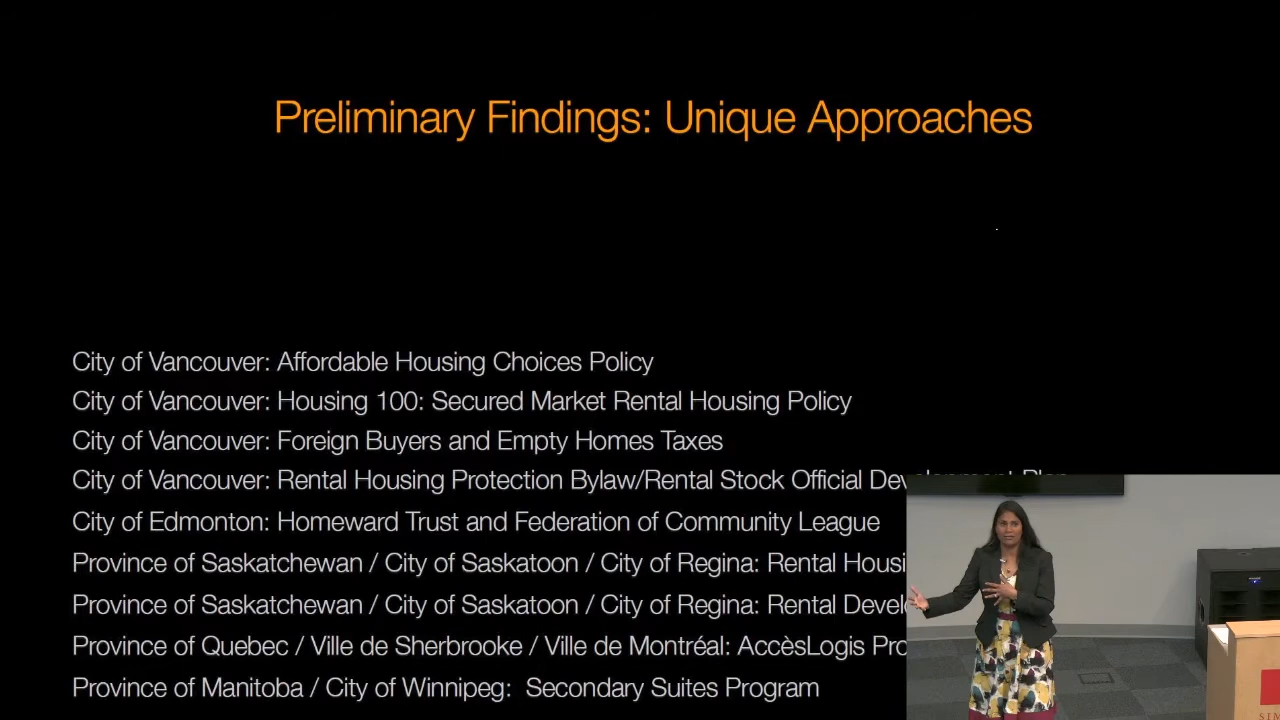 Preliminary Findings: Unique Approaches
City of Vancouver: Affordable Housing Choices Policy
City of Vancouver: Housing 100: Secured Market Rental Housing Policy
City of Vancouver: Foreign Buyers and Empty Homes Taxes
City of Vancouver: Rental Housing Protection Bylaw/Rental Stock Official Development Plan
City of Edmonton: Homeward Trust and Federation of Community League
Province of Saskatchewan / City of Saskatoon / City of Regina: Rental Housi
Province of Saskatchewan / City of Saskatoon / City of Regina: Rental Devel
Province of Quebec / Ville de Sherbrooke / Ville de Montréal: AccèsLogis Pro
Province of Manitoba / City of Winnipeg: Secondary Suites Program